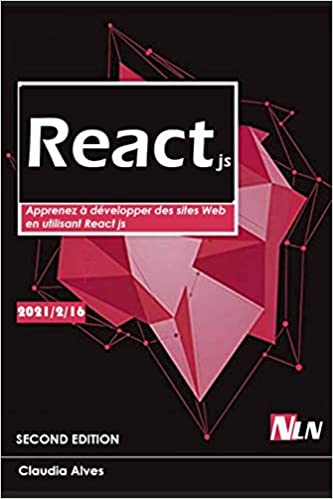 React js
Apprenez à développer des sites Web
en utilisant React js
2021/2/16
NLN
SECOND EDITION
Claudia Alves